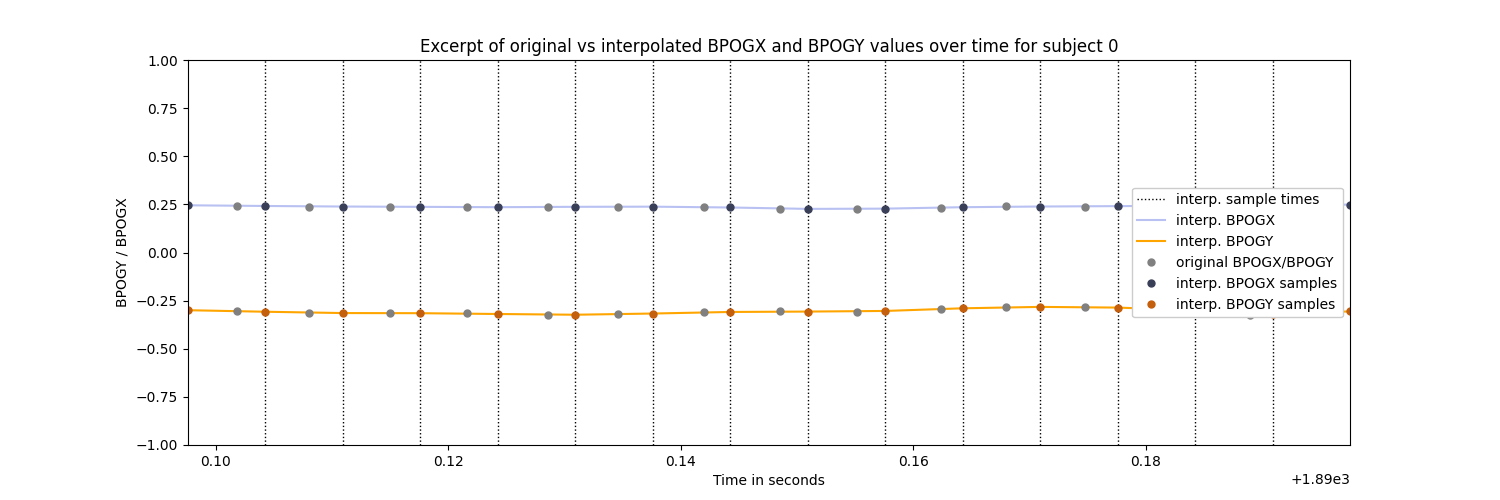 Excerpt of original vs interpolated BPOGX and BPOGY values over time for subject 0
1.00
0.75
0.50
0.25
0.00
−0.25
−0.50
−0.75
−1.00
BPOGY / BPOGX
interp. sample times
interp. BPOGX
interp. BPOGY
original BPOGX/BPOGY
interp. BPOGX samples
interp. BPOGY samples
0.10 0.12 0.14 0.16 0.18
Time in seconds
+1.89e3